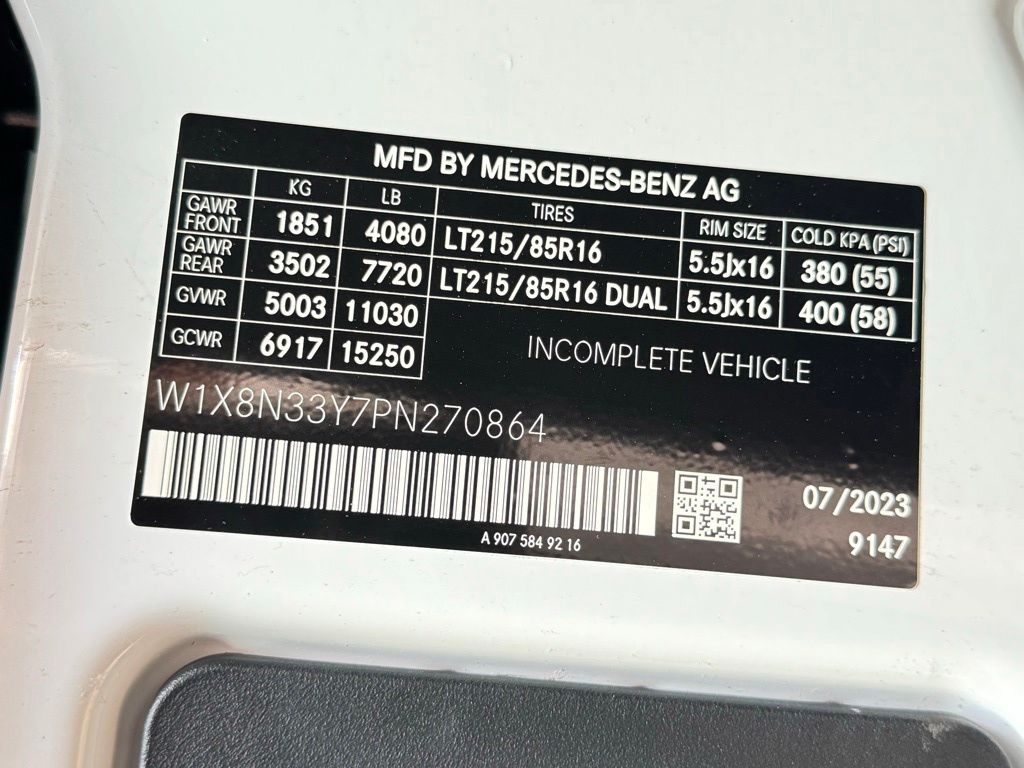 MFD BY MERCEDES-BENZ AG
KG LB TIRES RIM SIZE COLD KPA (PSI)
GAWR FRONT 1851 4080 LT215/85R16 5.5Jx16 380 (55)
GAWR REAR 3502 7720 LT215/85R16 DUAL 5.5Jx16 400 (58)
GVWR 5003 11030
GCWR 6917 15250
INCOMPLETE VEHICLE
W1X8N33Y7PN270864
07/2023
A 907 584 92 16
9147